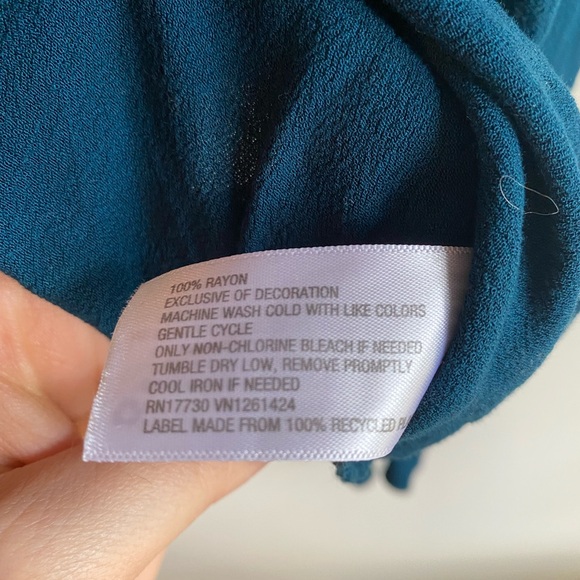 100% RAYON
EXCLUSIVE OF DECORATION
MACHINE WASH COLD WITH LIKE COLORS
GENTLE CYCLE
ONLY NON-CHLORINE BLEACH IF NEEDED
TUMBLE DRY LOW, REMOVE PROMPTLY
COOL IRON IF NEEDED
RN17730 VN1261424
LABEL MADE FROM 100% RECYCLED